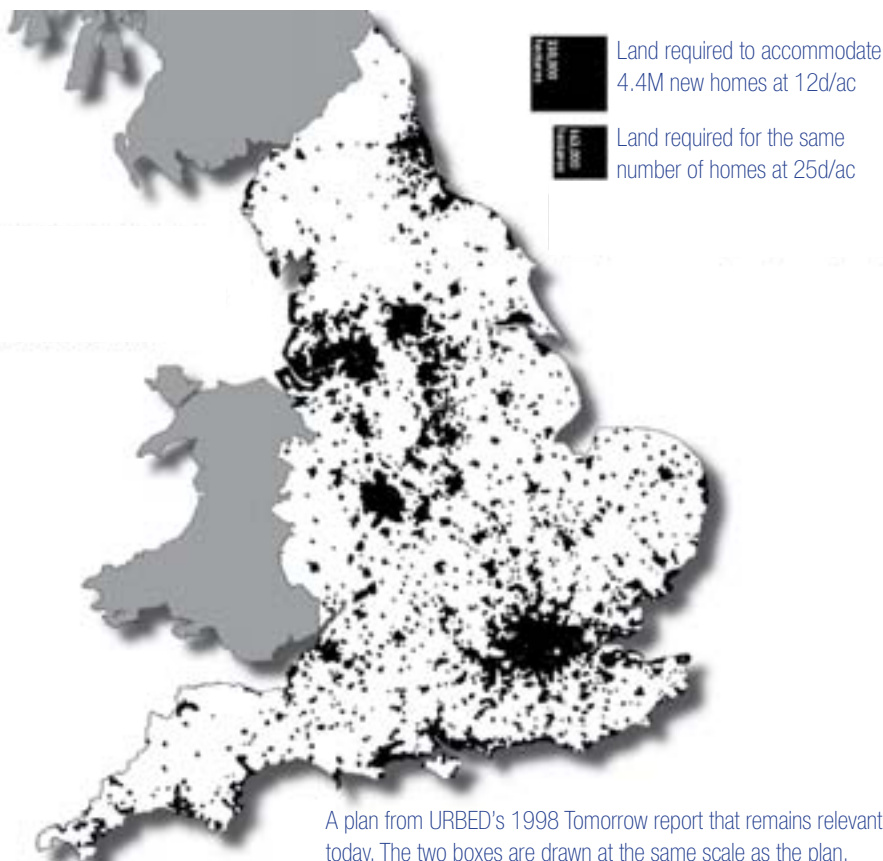 Land required to accommodate
4.4M new homes at 12d/ac
Land required for the same
number of homes at 25d/ac
A plan from URBED's 1998 Tomorrow report that remains relevant
today. The two boxes are drawn at the same scale as the plan.